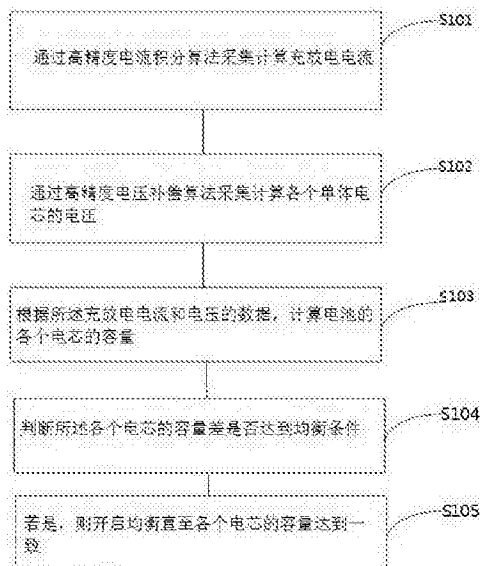 S101
通过高精度电流积分算法采集计算充放电电流
S102
通过高精度电压补偿算法采集计算各个单体电
芯的电压
S103
根据所述充放电电流和电压的数据，计算电池的
各个电芯的容量
S104
判断所述各个电芯的容量差是否达到均衡条件
S105
若是，则开启均衡直至各个电芯的容量达到一
致